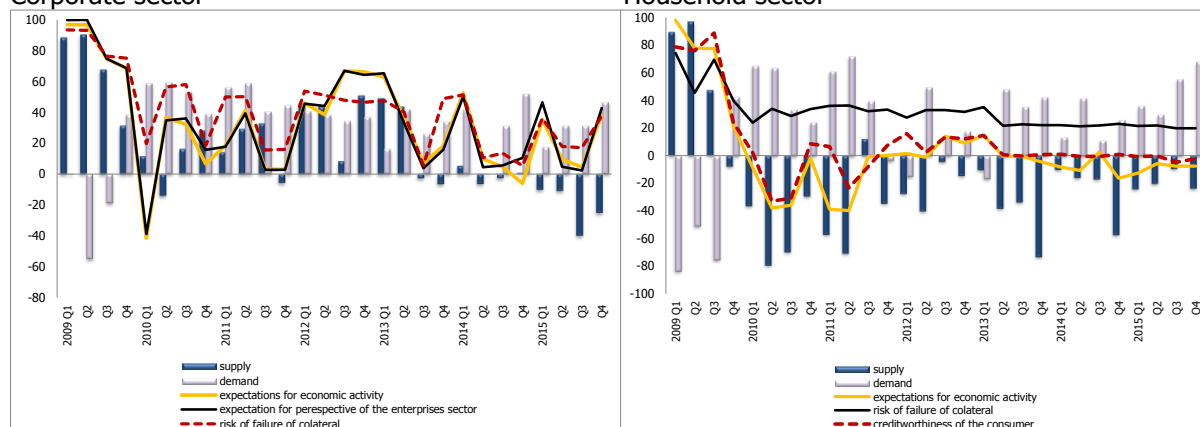 Corporate sector
100
80
60
40
20
0
-20
-40
-60
-80
2009 Q1
Q2
Q3
Q4
2010 Q1
Q2
Q3
Q4
2011 Q1
Q2
Q3
Q4
2012 Q1
Q2
Q3
Q4
2013 Q1
Q2
Q3
Q4
2014 Q1
Q2
Q3
Q4
2015 Q1
Q2
Q3
Q4
supply
demand
expectations for economic activity
expectation for perespective of the enterprises sector
risk of failure of colateral
Household sector
100
80
60
40
20
0
-20
-40
-60
-80
-100
2009 Q1
Q2
Q3
Q4
2010 Q1
Q2
Q3
Q4
2011 Q1
Q2
Q3
Q4
2012 Q1
Q2
Q3
Q4
2013 Q1
Q2
Q3
Q4
2014 Q1
Q2
Q3
Q4
2015 Q1
Q2
Q3
Q4
supply
demand
expectations for economic activity
risk of failure of colateral
creditworthiness of the consumer